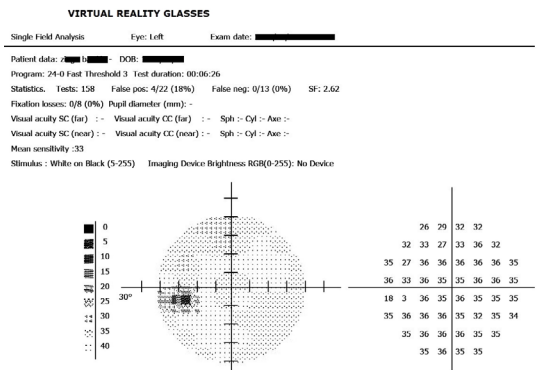 VIRTUAL REALITY GLASSES
Single Field Analysis Eye: Left Exam date:
Patient data: DOB:
Program: 24-0 Fast Threshold 3 Test duration: 00:06:26
Statistics. Tests: 158 False pos: 4/22 (18%) False neg: 0/13 (0%) SF: 2.62
Fixation losses: 0/8 (0%) Pupil diameter (mm): -
Visual acuity SC (far) : - Visual acuity CC (far) : - Sph :- Cyl :- Axe :-
Visual acuity SC (near) : - Visual acuity CC (near) : - Sph :- Cyl :- Axe :-
Mean sensitivity :33
Stimulus : White on Black (5-255) Imaging Device Brightness RGB(0-255): No Device
0
5
10
15
20
25
30
35
40
30°
26 29 32 32
32 33 27 33 36 32
35 27 36 36 36 36 36 35
36 33 36 35 35 36 36 35
18 3 36 35 36 35 35 35
35 36 36 36 35 32 35 34
35 36 36 36 35 35
35 36 35 35